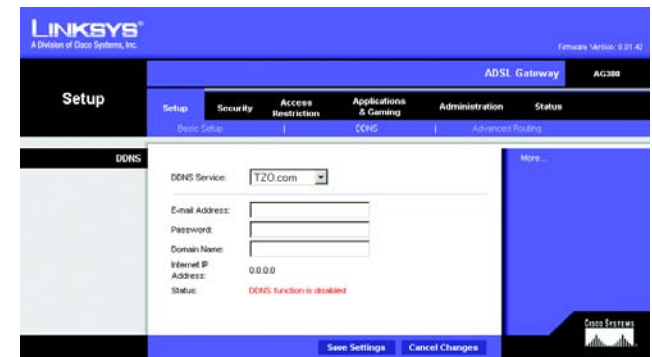 LINKSYS®
A Division of Cisco Systems, Inc.
Firmware Version: 0.01.42
ADSL Gateway AG300
Setup
Setup Security Access Restriction Applications & Gaming Administration Status
Basic Setup | DDNS | Advanced Routing
DDNS
More...
DDNS Service: TZO.com
E-mail Address:
Password:
Domain Name:
Internet IP Address: 0.0.0.0
Status: DDNS function is disabled
Save Settings Cancel Changes
CISCO SYSTEMS